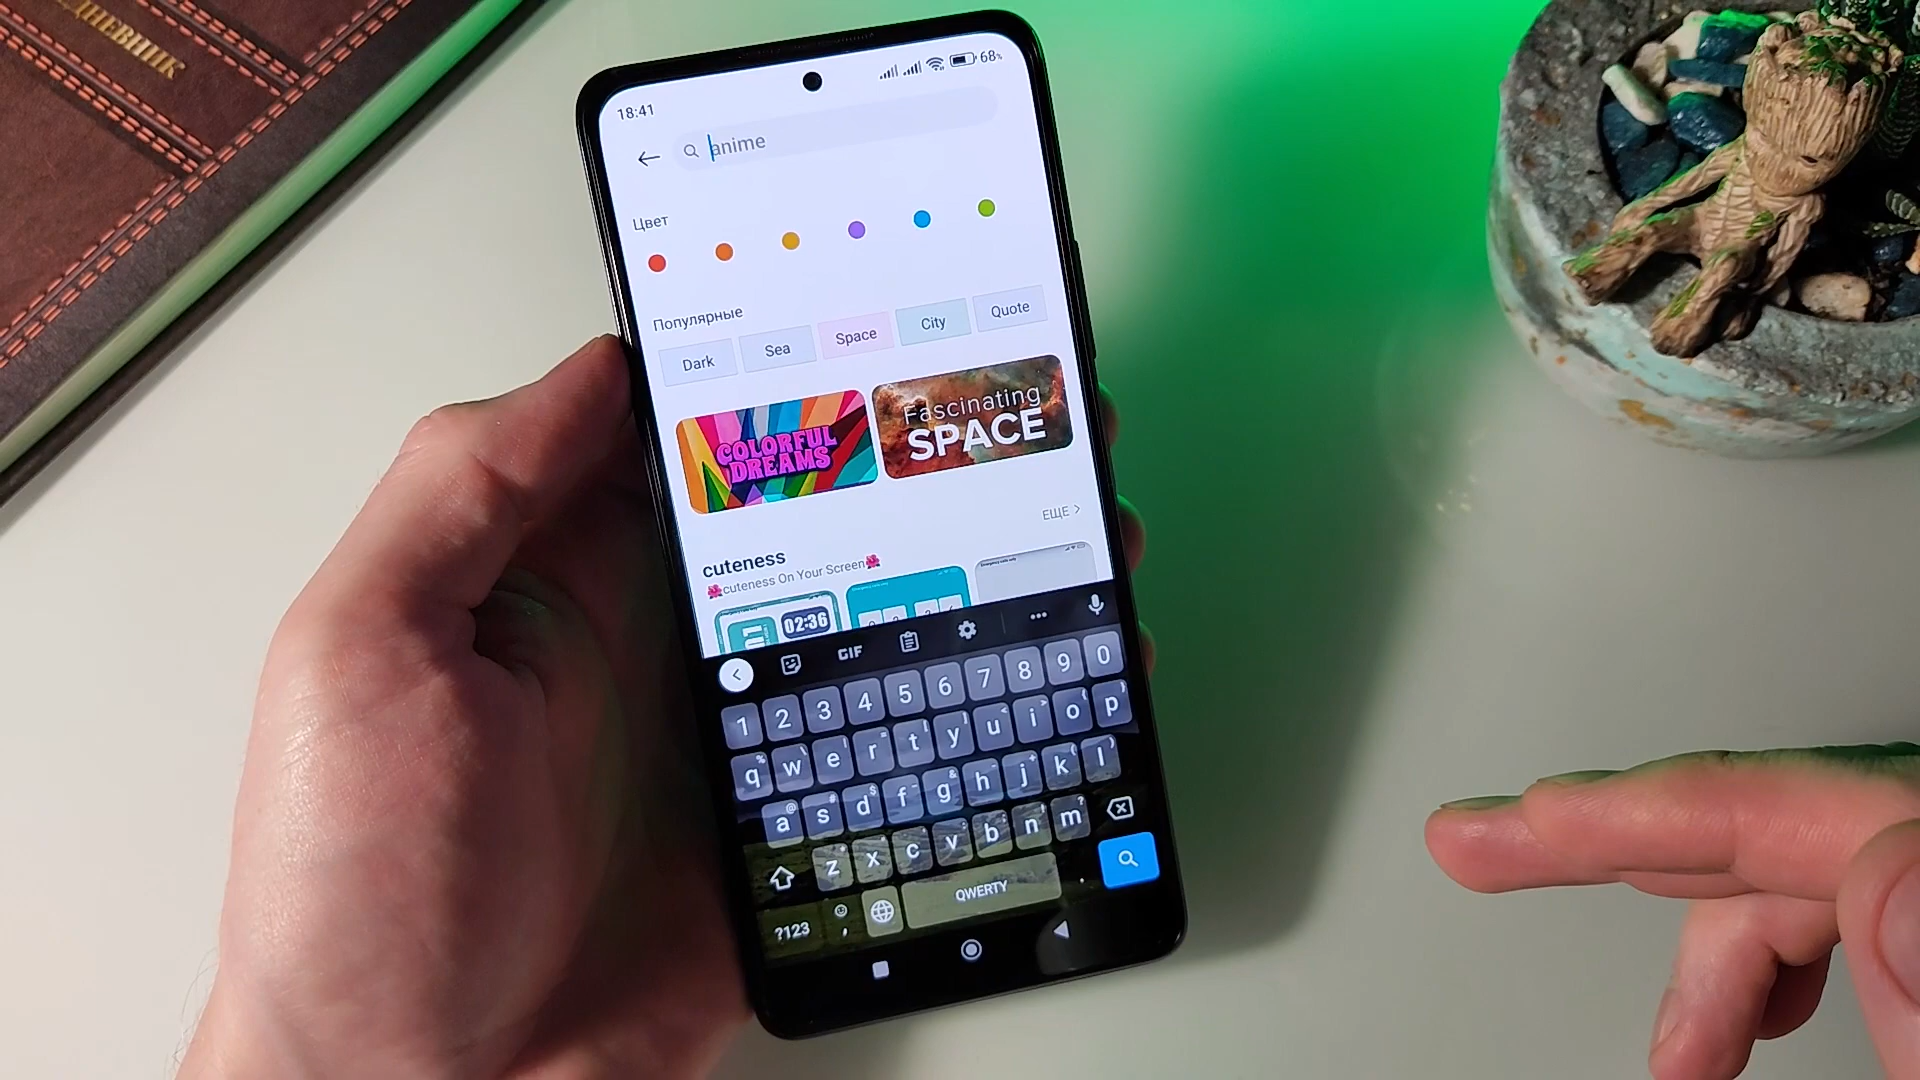 ДНЕВНИК
18:41
68%
anime
Цвет
Популярные
Dark
Sea
Space
City
Quote
COLORFUL
DREAMS
Fascinating
SPACE
ЕЩЕ
cuteness
cuteness On Your Screen
02:36
GIF
1 2 3 4 5 6 7 8 9 0
q w e r t y u i o p
a s d f g h j k l
z x c v b n m
?123
,
QWERTY
.